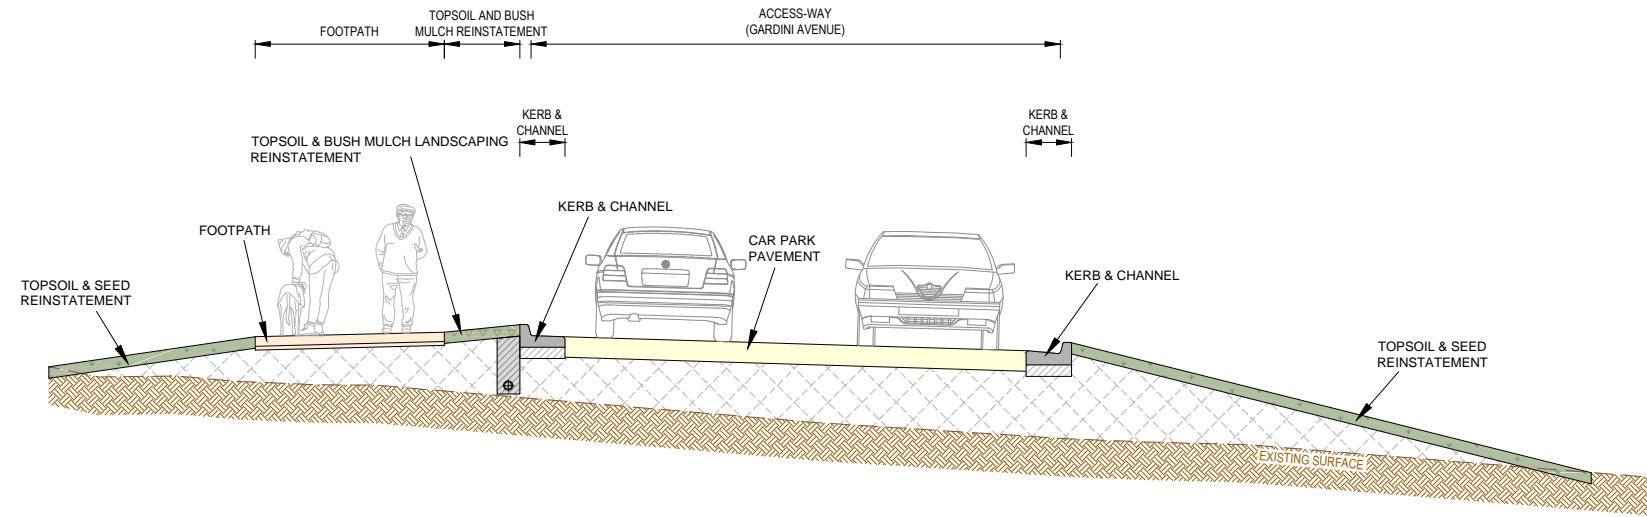 FOOTPATH
TOPSOIL AND BUSH
MULCH REINSTATEMENT
ACCESS-WAY
(GARDINI AVENUE)
KERB &
CHANNEL
KERB &
CHANNEL
TOPSOIL & BUSH MULCH LANDSCAPING
REINSTATEMENT
KERB & CHANNEL
FOOTPATH
CAR PARK
PAVEMENT
KERB & CHANNEL
TOPSOIL & SEED
REINSTATEMENT
TOPSOIL & SEED
REINSTATEMENT
EXISTING SURFACE